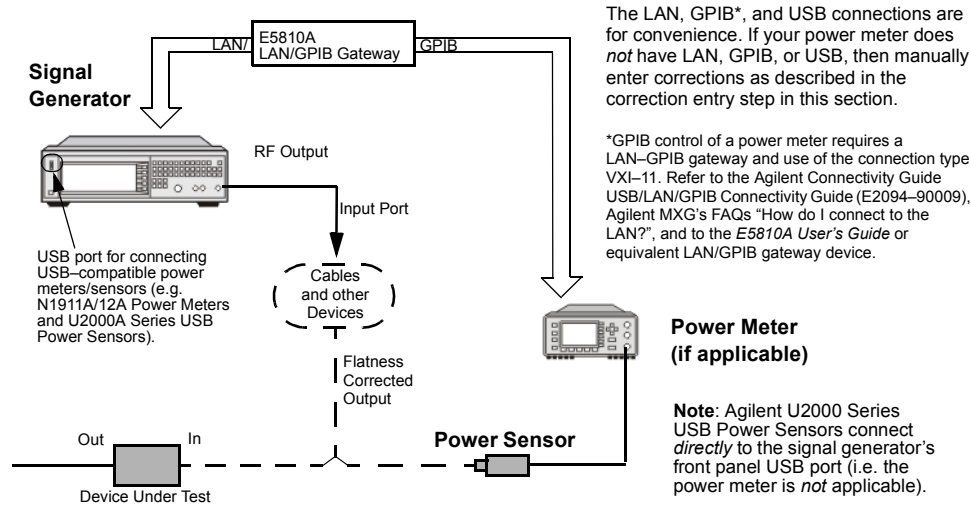 The LAN, GPIB*, and USB connections are
for convenience. If your power meter does
not have LAN, GPIB, or USB, then manually
enter corrections as described in the
correction entry step in this section.
LAN/
E5810A
LAN/GPIB Gateway
GPIB
Signal
Generator
*GPIB control of a power meter requires a
LAN–GPIB gateway and use of the connection type
VXI–11. Refer to the Agilent Connectivity Guide
USB/LAN/GPIB Connectivity Guide (E2094–90009),
Agilent MXG's FAQs “How do I connect to the
LAN?”, and to the E5810A User's Guide or
equivalent LAN/GPIB gateway device.
RF Output
Input Port
USB port for connecting
USB–compatible power
meters/sensors (e.g.
N1911A/12A Power Meters
and U2000A Series USB
Power Sensors).
Cables
and other
Devices
Power Meter
(if applicable)
Flatness
Corrected
Output
Note: Agilent U2000 Series
USB Power Sensors connect
directly to the signal generator's
front panel USB port (i.e. the
power meter is not applicable).
Out
In
Power Sensor
Device Under Test